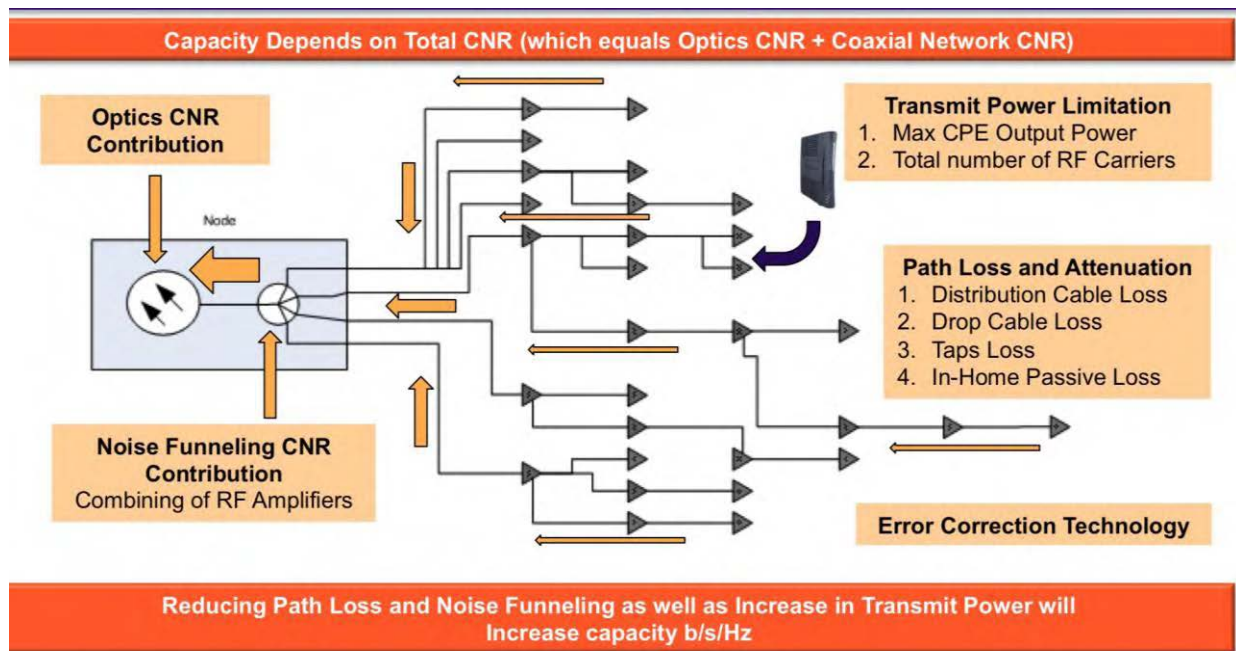 Capacity Depends on Total CNR (which equals Optics CNR + Coaxial Network CNR)
Optics CNR
Contribution
Node
Noise Funneling CNR
Contribution
Combining of RF Amplifiers
Transmit Power Limitation
1. Max CPE Output Power
2. Total number of RF Carriers
Path Loss and Attenuation
1. Distribution Cable Loss
2. Drop Cable Loss
3. Taps Loss
4. In-Home Passive Loss
Error Correction Technology
Reducing Path Loss and Noise Funneling as well as Increase in Transmit Power will
Increase capacity b/s/Hz